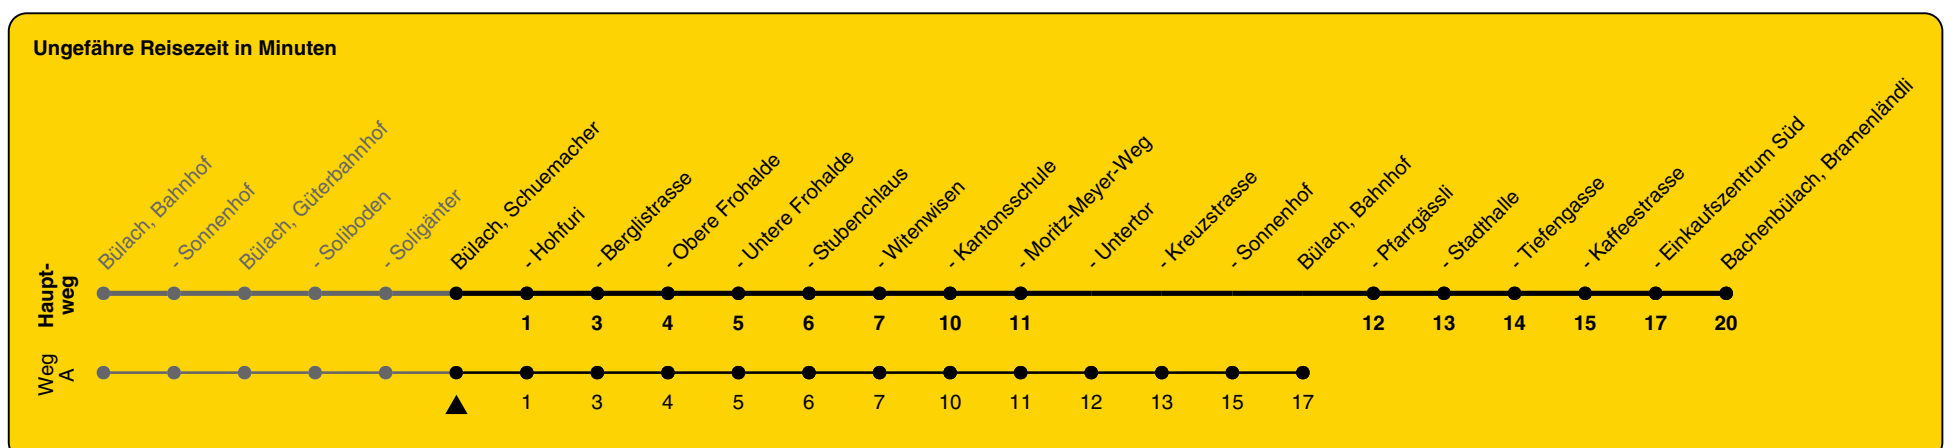 Ungefähre Reisezeit in Minuten
Bülach, Bahnhof
- Sonnenhof
Bülach, Güterbahnhof
- Soliboden
- Soligänter
Bülach, Schuemacher
- Hohfuri
- Berglistrasse
- Obere Frohalde
- Untere Frohalde
- Stubenchlaus
- Witenwisen
- Kantonsschule
- Moritz-Meyer-Weg
- Untertor
- Kreuzstrasse
- Sonnenhof
Bülach, Bahnhof
- Pfarrgässli
- Stadthalle
- Tiefengasse
- Kaffeestrasse
- Einkaufszentrum Süd
Bachenbülach, Bramenländli
Haupt-
weg
1 3 4 5 6 7 10 11 12 13 14 15 17 20
Weg
A
1 3 4 5 6 7 10 11 12 13 15 17